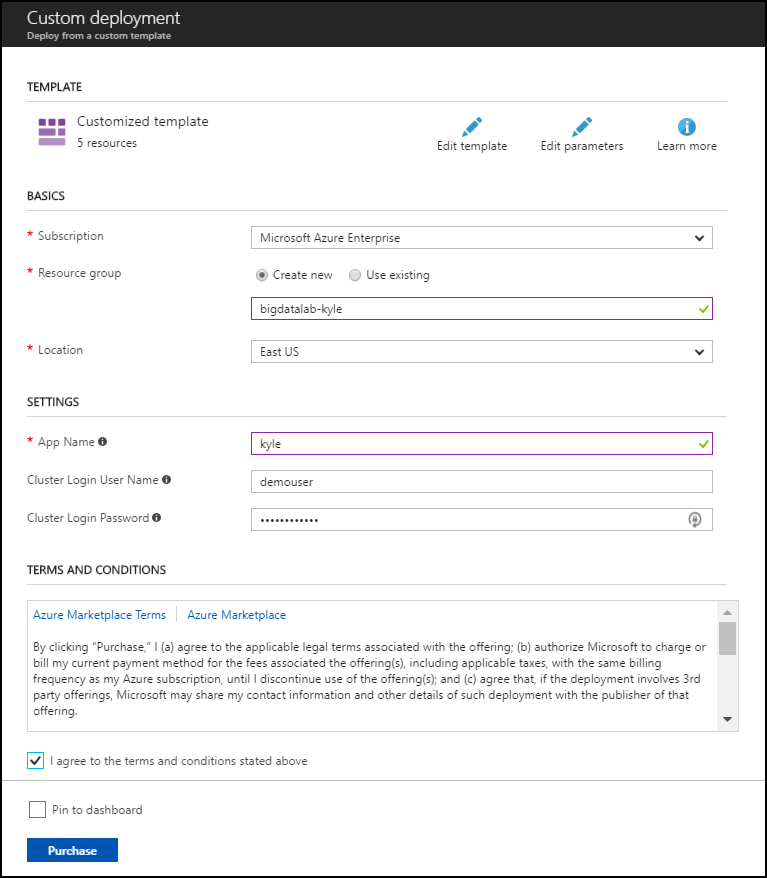 Custom deployment
Deploy from a custom template
TEMPLATE
Customized template
5 resources
Edit template
Edit parameters
Learn more
BASICS
* Subscription
Microsoft Azure Enterprise
* Resource group
Create new
Use existing
bigdatalab-kyle
* Location
East US
SETTINGS
* App Name
kyle
Cluster Login User Name
demouser
Cluster Login Password
••••••••••••
TERMS AND CONDITIONS
Azure Marketplace Terms
Azure Marketplace
By clicking "Purchase," I (a) agree to the applicable legal terms associated with the offering; (b) authorize Microsoft to charge or
bill my current payment method for the fees associated the offering(s), including applicable taxes, with the same billing
frequency as my Azure subscription, until I discontinue use of the offering(s); and (c) agree that, if the deployment involves 3rd
party offerings, Microsoft may share my contact information and other details of such deployment with the publisher of that
offering.
I agree to the terms and conditions stated above
Pin to dashboard
Purchase